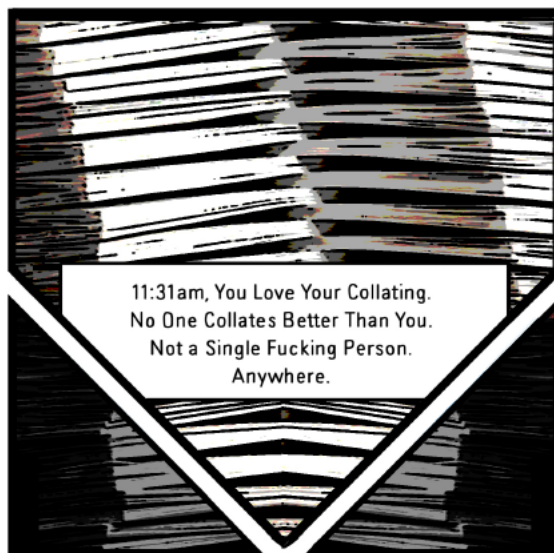 11:31am, You Love Your Collating.
No One Collates Better Than You.
Not a Single Fucking Person.
Anywhere.